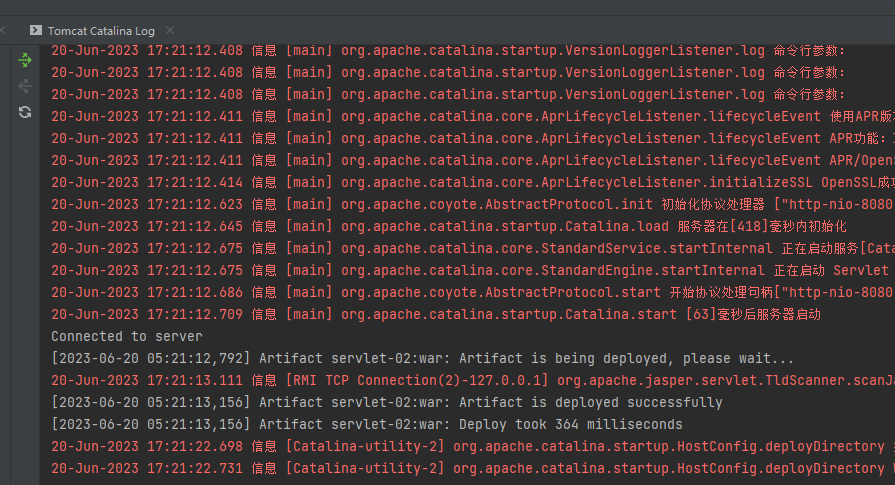 Tomcat Catalina Log
20-Jun-2023 17:21:12.408 信息 [main] org.apache.catalina.startup.VersionLoggerListener.log 命令行参数:
20-Jun-2023 17:21:12.408 信息 [main] org.apache.catalina.startup.VersionLoggerListener.log 命令行参数:
20-Jun-2023 17:21:12.408 信息 [main] org.apache.catalina.startup.VersionLoggerListener.log 命令行参数:
20-Jun-2023 17:21:12.411 信息 [main] org.apache.catalina.core.AprLifecycleListener.lifecycleEvent 使用APR版
20-Jun-2023 17:21:12.411 信息 [main] org.apache.catalina.core.AprLifecycleListener.lifecycleEvent APR功能:
20-Jun-2023 17:21:12.411 信息 [main] org.apache.catalina.core.AprLifecycleListener.lifecycleEvent APR/OpenS
20-Jun-2023 17:21:12.414 信息 [main] org.apache.catalina.core.AprLifecycleListener.initializeSSL OpenSSL成功
20-Jun-2023 17:21:12.623 信息 [main] org.apache.coyote.AbstractProtocol.init 初始化协议处理器 ["http-nio-8080
20-Jun-2023 17:21:12.645 信息 [main] org.apache.catalina.startup.Catalina.load 服务器在[418]毫秒内初始化
20-Jun-2023 17:21:12.675 信息 [main] org.apache.catalina.core.StandardService.startInternal 正在启动服务[Cata
20-Jun-2023 17:21:12.675 信息 [main] org.apache.catalina.core.StandardEngine.startInternal 正在启动 Servlet
20-Jun-2023 17:21:12.686 信息 [main] org.apache.coyote.AbstractProtocol.start 开始协议处理句柄["http-nio-8080
20-Jun-2023 17:21:12.709 信息 [main] org.apache.catalina.startup.Catalina.start [63]毫秒后服务器启动
Connected to server
[2023-06-20 05:21:12,792] Artifact servlet-02:war: Artifact is being deployed, please wait...
20-Jun-2023 17:21:13.111 信息 [RMI TCP Connection(2)-127.0.0.1] org.apache.jasper.servlet.TldScanner.scanJa
[2023-06-20 05:21:13,156] Artifact servlet-02:war: Artifact is deployed successfully
[2023-06-20 05:21:13,156] Artifact servlet-02:war: Deploy took 364 milliseconds
20-Jun-2023 17:21:22.698 信息 [Catalina-utility-2] org.apache.catalina.startup.HostConfig.deployDirectory
20-Jun-2023 17:21:22.731 信息 [Catalina-utility-2] org.apache.catalina.startup.HostConfig.deployDirectory